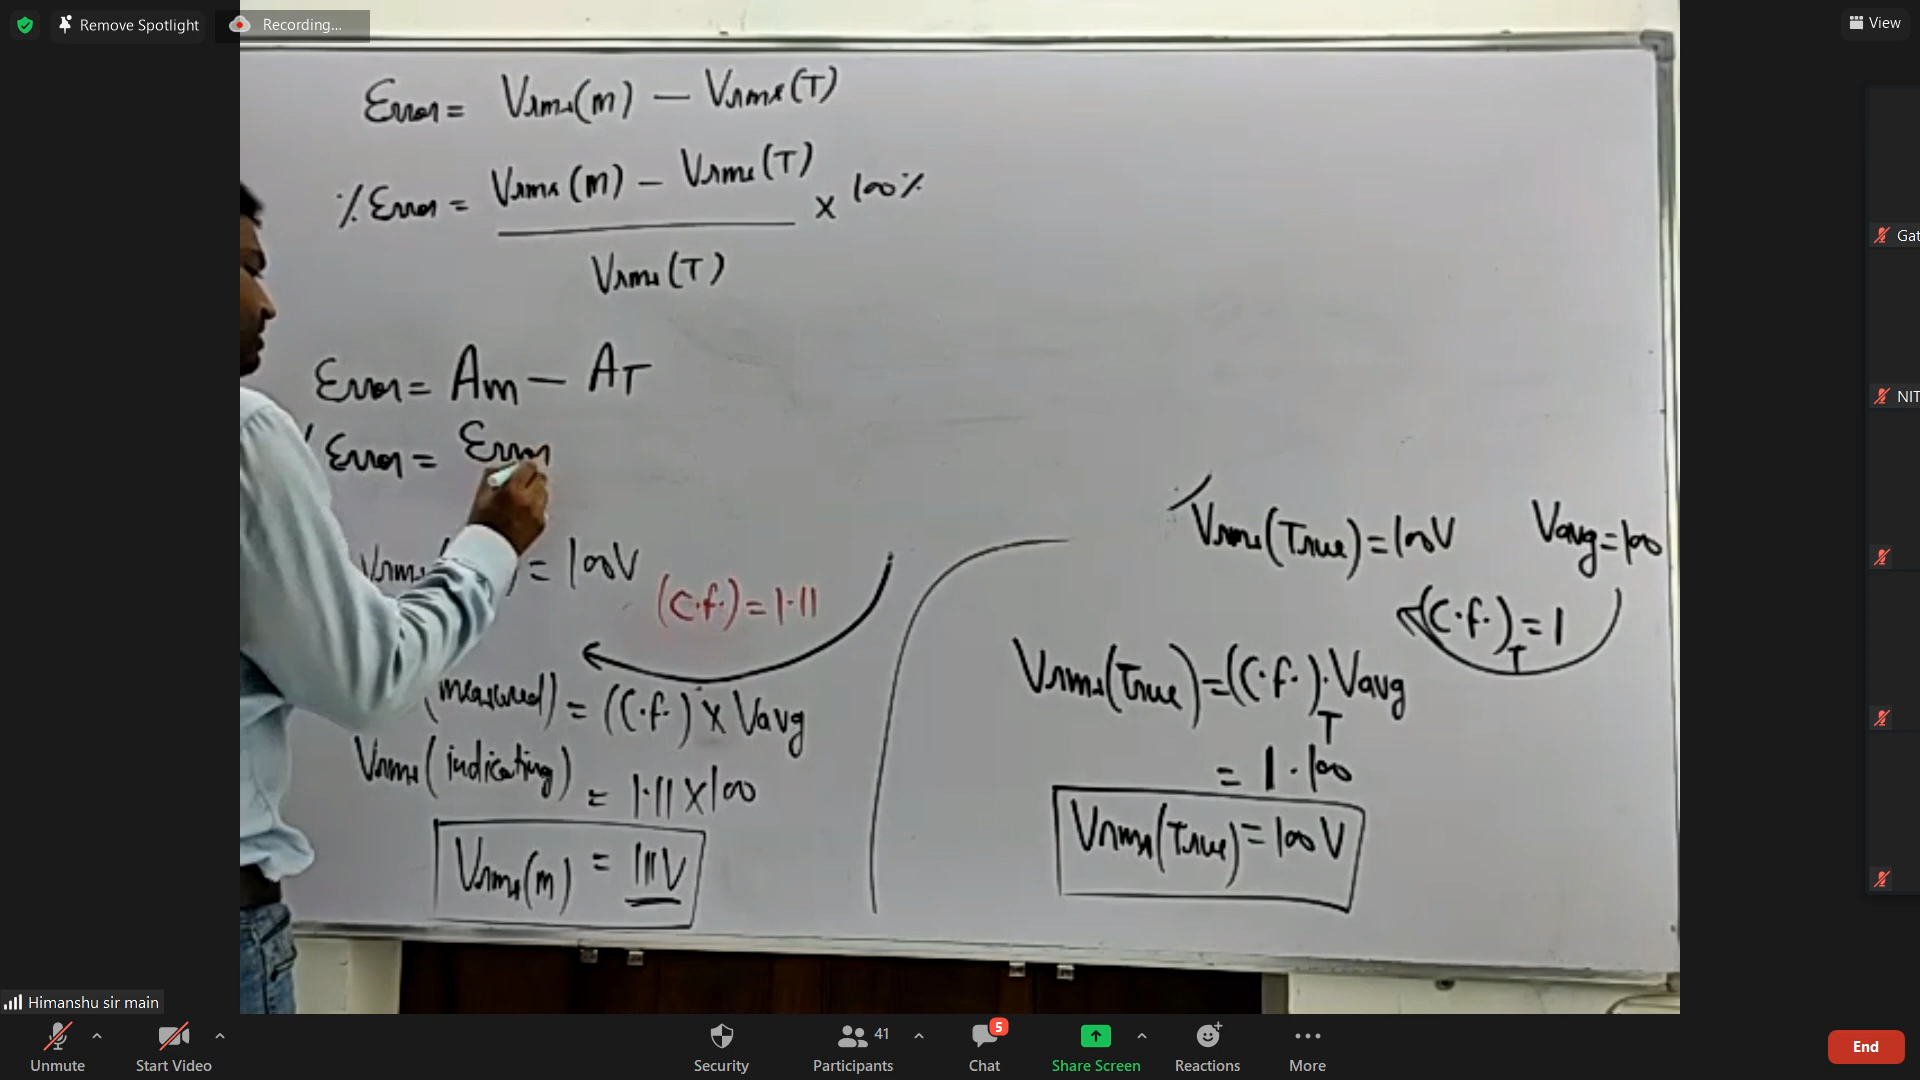 Remove Spotlight
Recording...
View
Error = Vrms(m) – Vrms(T)
% Error = Vrms(m) – Vrms(T) × 100%
Vrms(T)
Error = Am – AT
Error = Error
= 100V
(C.f.) = 1.11
(measured) = (C.f.) × Vavg
Vrms(indicating) = 1.11 × 100
Vrms(m) = 111V
Vrms(True) = 100V Vavg = 100
(C.f.)T = 1
Vrms(True) = (C.f.)T . Vavg
= 1 . 100
Vrms(True) = 100V
Gat
NIT
Himanshu sir main
Unmute
Start Video
Security
41
Participants
5
Chat
Share Screen
Reactions
More
End